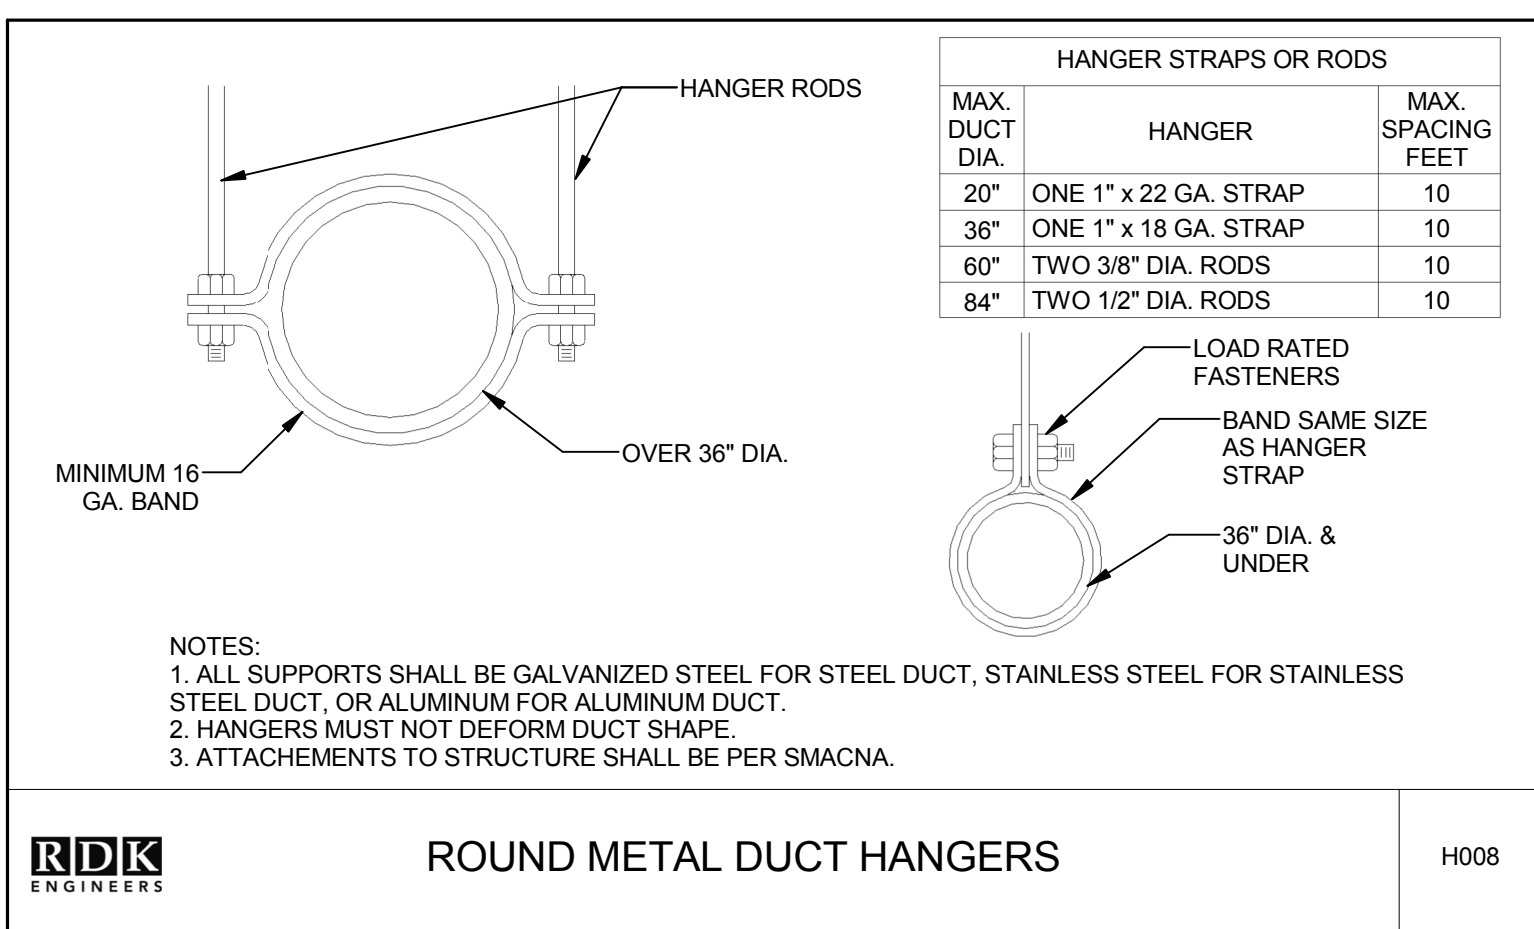 HANGER RODS
MINIMUM 16
GA. BAND
OVER 36" DIA.
HANGER STRAPS OR RODS
MAX.
DUCT
DIA.
HANGER
MAX.
SPACING
FEET
20" ONE 1" x 22 GA. STRAP 10
36" ONE 1" x 18 GA. STRAP 10
60" TWO 3/8" DIA. RODS 10
84" TWO 1/2" DIA. RODS 10
LOAD RATED
FASTENERS
BAND SAME SIZE
AS HANGER
STRAP
36" DIA. &
UNDER
NOTES:
1. ALL SUPPORTS SHALL BE GALVANIZED STEEL FOR STEEL DUCT, STAINLESS STEEL FOR STAINLESS
STEEL DUCT, OR ALUMINUM FOR ALUMINUM DUCT.
2. HANGERS MUST NOT DEFORM DUCT SHAPE.
3. ATTACHEMENTS TO STRUCTURE SHALL BE PER SMACNA.
RDK
ENGINEERS
ROUND METAL DUCT HANGERS
H008